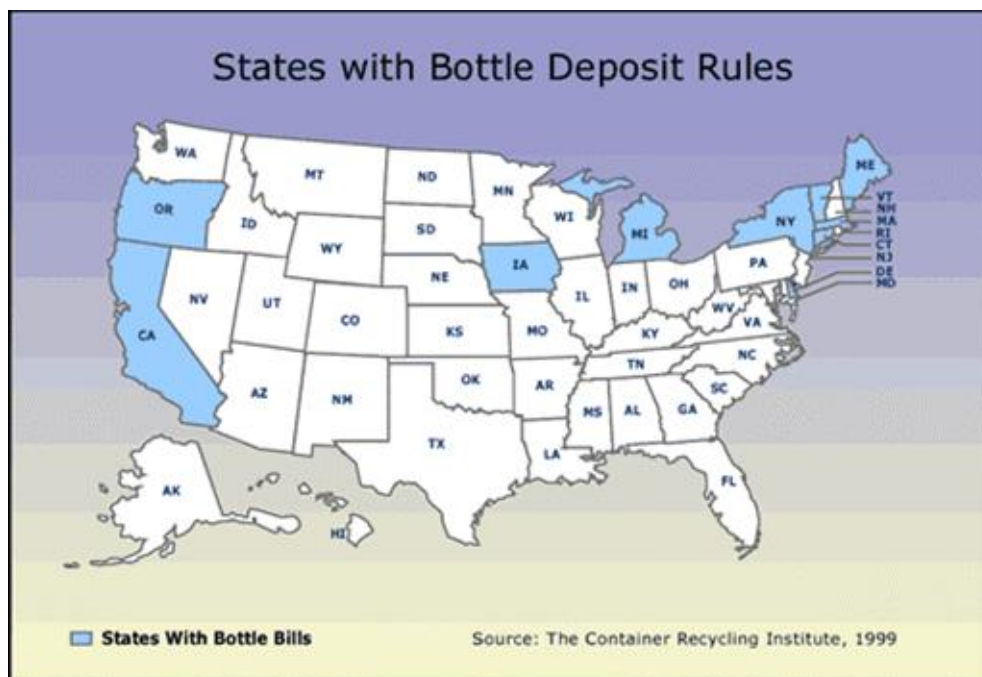 States with Bottle Deposit Rules
WA
MT
ND
MN
ME
OR
ID
SD
WI
MI
NY
VT
NH
MA
RI
CT
NJ
DE
MD
WY
NE
IA
PA
NV
UT
CO
KS
MO
IL
IN
OH
WV
VA
KY
CA
AZ
NM
OK
AR
TN
NC
SC
TX
LA
MS
AL
GA
FL
AK
HI
States With Bottle Bills
Source: The Container Recycling Institute, 1999